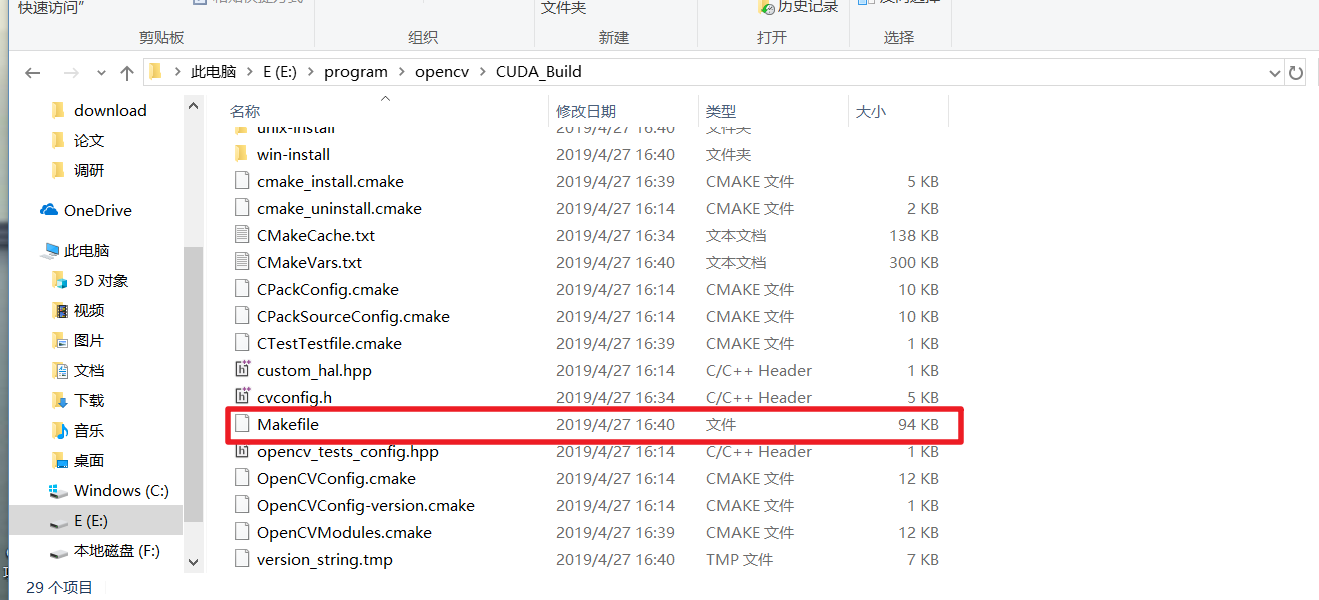 快速访问"
粘贴快捷方式
文件夹
历史记录
反向选择
剪贴板
组织
新建
打开
选择
此电脑 > E (E:) > program > opencv > CUDA_Build
名称 修改日期 类型 大小
download
论文
调研
OneDrive
此电脑
3D 对象
视频
图片
文档
下载
音乐
桌面
Windows (C:)
E (E:)
本地磁盘 (F:)
unix-install 2019/4/27 16:40 文件夹
win-install 2019/4/27 16:40 文件夹
cmake_install.cmake 2019/4/27 16:39 CMAKE 文件 5 KB
cmake_uninstall.cmake 2019/4/27 16:14 CMAKE 文件 2 KB
CMakeCache.txt 2019/4/27 16:34 文本文档 138 KB
CMakeVars.txt 2019/4/27 16:40 文本文档 300 KB
CPackConfig.cmake 2019/4/27 16:14 CMAKE 文件 10 KB
CPackSourceConfig.cmake 2019/4/27 16:14 CMAKE 文件 10 KB
CTestTestfile.cmake 2019/4/27 16:39 CMAKE 文件 1 KB
custom_hal.hpp 2019/4/27 16:14 C/C++ Header 1 KB
cvconfig.h 2019/4/27 16:34 C/C++ Header 5 KB
Makefile 2019/4/27 16:40 文件 94 KB
opencv_tests_config.hpp 2019/4/27 16:14 C/C++ Header 1 KB
OpenCVConfig.cmake 2019/4/27 16:14 CMAKE 文件 12 KB
OpenCVConfig-version.cmake 2019/4/27 16:14 CMAKE 文件 1 KB
OpenCVModules.cmake 2019/4/27 16:39 CMAKE 文件 12 KB
version_string.tmp 2019/4/27 16:40 TMP 文件 7 KB
29 个项目